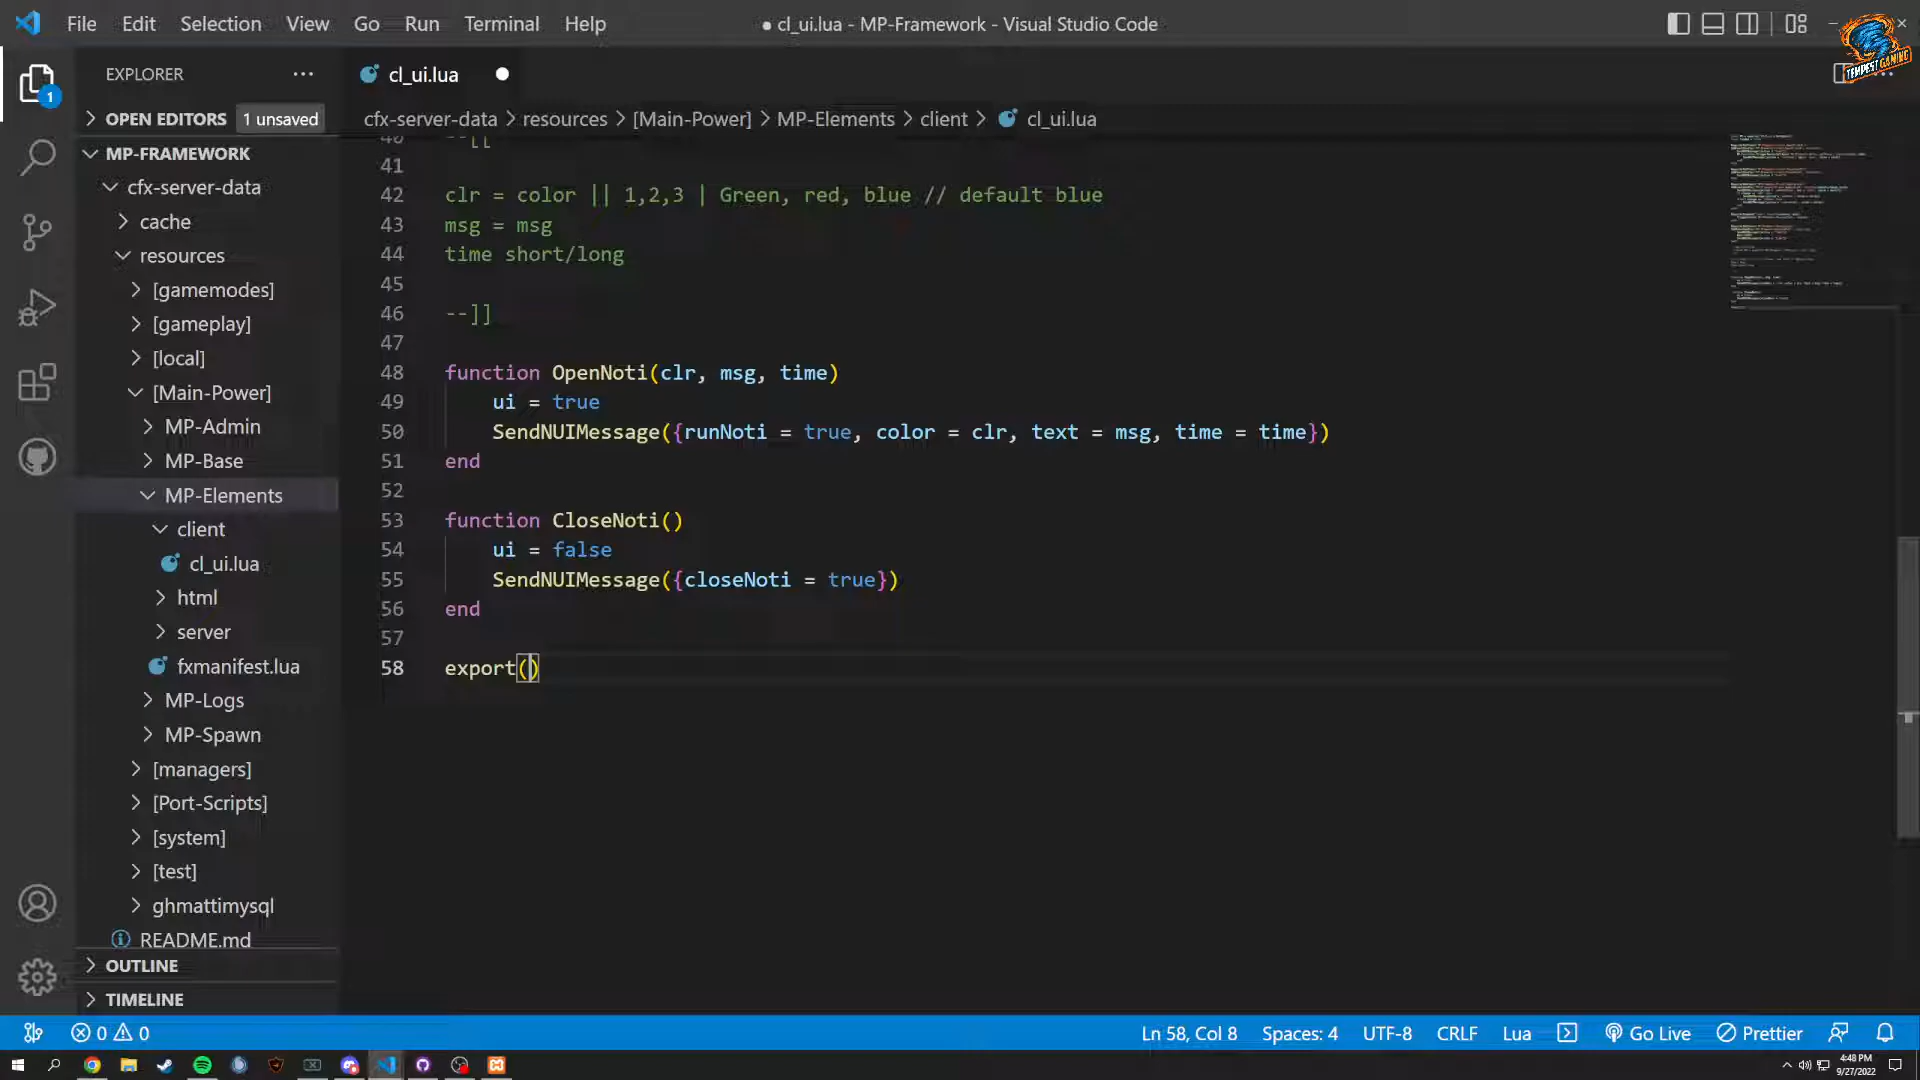 File Edit Selection View Go Run Terminal Help
● cl_ui.lua - MP-Framework - Visual Studio Code
TEMPEST GAMING
EXPLORER
cl_ui.lua
OPEN EDITORS 1 unsaved
cfx-server-data > resources > [Main-Power] > MP-Elements > client > cl_ui.lua
MP-FRAMEWORK
cfx-server-data
cache
resources
[gamemodes]
[gameplay]
[local]
[Main-Power]
MP-Admin
MP-Base
MP-Elements
client
cl_ui.lua
html
server
fxmanifest.lua
MP-Logs
MP-Spawn
[managers]
[Port-Scripts]
[system]
[test]
ghmattimysql
README.md
OUTLINE
TIMELINE
1
40 --[[
41
42 clr = color || 1,2,3 | Green, red, blue // default blue
43 msg = msg
44 time short/long
45
46 --]]
47
48 function OpenNoti(clr, msg, time)
49 ui = true
50 SendNUIMessage({runNoti = true, color = clr, text = msg, time = time})
51 end
52
53 function CloseNoti()
54 ui = false
55 SendNUIMessage({closeNoti = true})
56 end
57
58 export()
0 0
Ln 58, Col 8 Spaces: 4 UTF-8 CRLF Lua Go Live Prettier
4:48 PM
9/27/2022